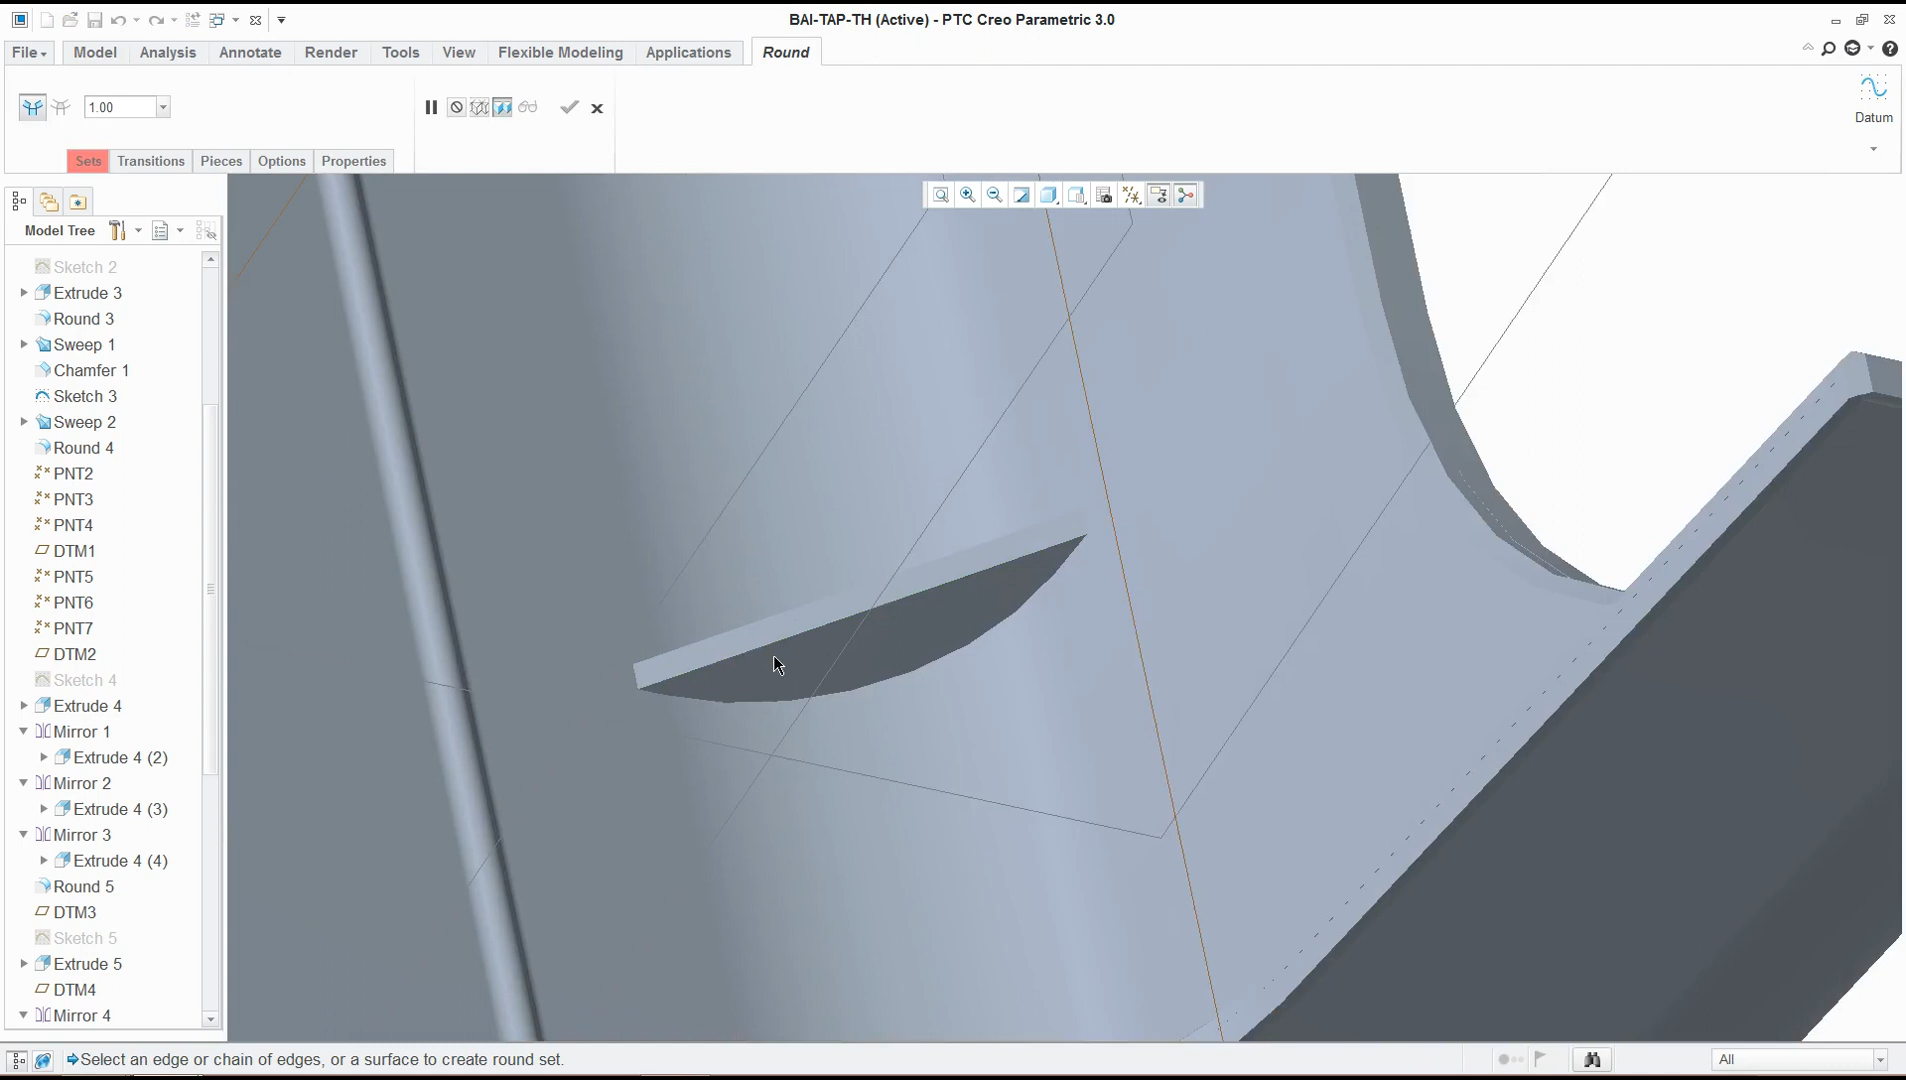 BAI-TAP-TH (Active) - PTC Creo Parametric 3.0
File Model Analysis Annotate Render Tools View Flexible Modeling Applications Round
1.00
Datum
Sets Transitions Pieces Options Properties
Model Tree
Sketch 2
Extrude 3
Round 3
Sweep 1
Chamfer 1
Sketch 3
Sweep 2
Round 4
PNT2
PNT3
PNT4
DTM1
PNT5
PNT6
PNT7
DTM2
Sketch 4
Extrude 4
Mirror 1
Extrude 4 (2)
Mirror 2
Extrude 4 (3)
Mirror 3
Extrude 4 (4)
Round 5
DTM3
Sketch 5
Extrude 5
DTM4
Mirror 4
Select an edge or chain of edges, or a surface to create round set.
All